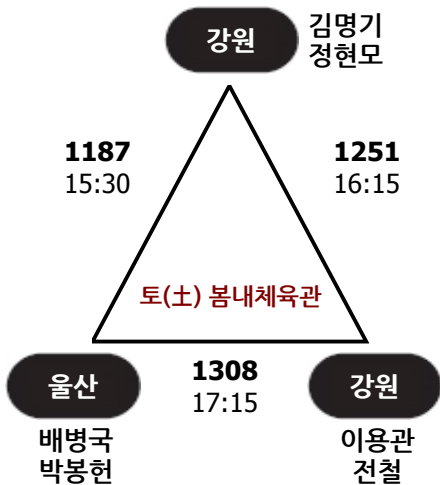 강원
김명기
정현모
1187
15:30
1251
16:15
토(土) 봄내체육관
울산
1308
17:15
강원
배병국
박봉헌
이용관
전철